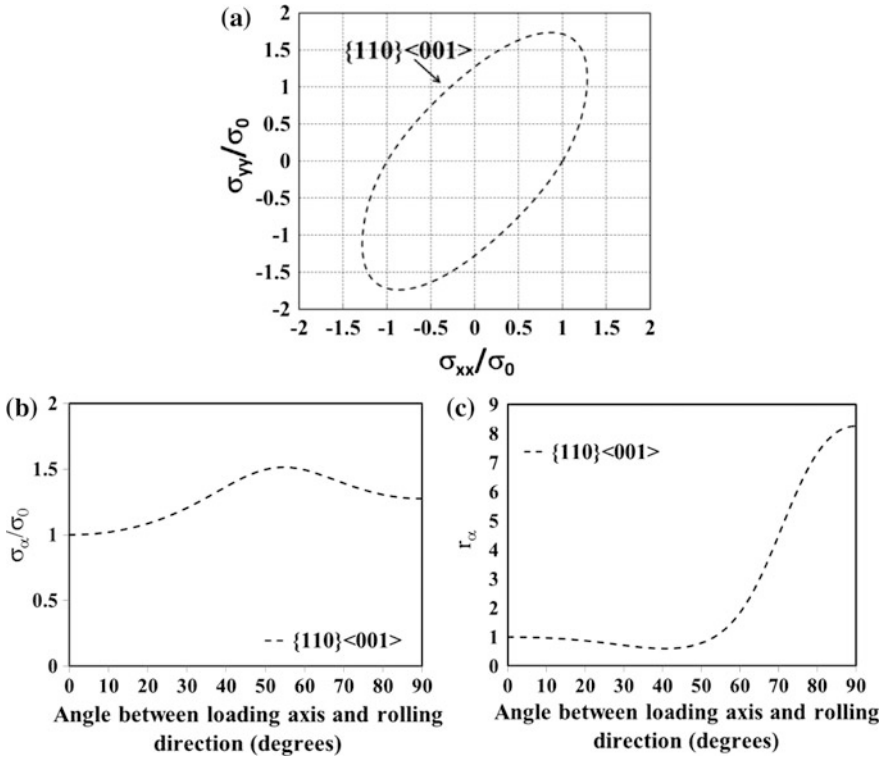 (a)
2
1.5
1
0.5
0
-0.5
-1
-1.5
-2
{110}<001>
σyy/σ0
-2 -1.5 -1 -0.5 0 0.5 1 1.5 2
σxx/σ0
(b)
2
1.5
1
0.5
0
σα/σ0
{110}<001>
0 10 20 30 40 50 60 70 80 90
Angle between loading axis and rolling
direction (degrees)
(c)
9
8
7
6
5
4
3
2
1
0
rα
{110}<001>
0 10 20 30 40 50 60 70 80 90
Angle between loading axis and rolling
direction (degrees)